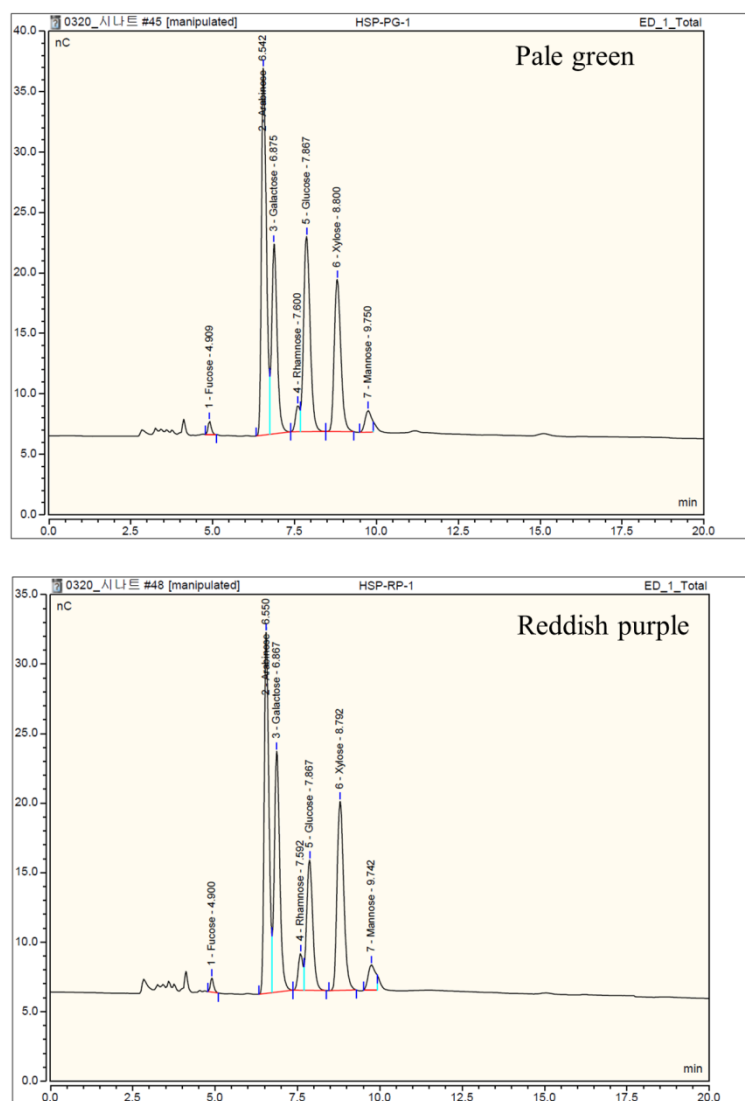 0320_시나트 #45 [manipulated] HSP-PG-1 ED_1_Total
nC
Pale green
40.0
35.0
30.0
25.0
20.0
15.0
10.0
5.0
0.0
1 - Fucose - 4.909
2 - Arabinose - 6.542
3 - Galactose - 6.875
4 - Rhamnose - 7.600
5 - Glucose - 7.867
6 - Xylose - 8.800
7 - Mannose - 9.750
min
0.0 2.5 5.0 7.5 10.0 12.5 15.0 17.5 20.0
0320_시나트 #48 [manipulated] HSP-RP-1 ED_1_Total
nC
Reddish purple
35.0
30.0
25.0
20.0
15.0
10.0
5.0
0.0
1 - Fucose - 4.900
2 - Arabinose - 6.550
3 - Galactose - 6.867
4 - Rhamnose - 7.592
5 - Glucose - 7.867
6 - Xylose - 8.792
7 - Mannose - 9.742
min
0.0 2.5 5.0 7.5 10.0 12.5 15.0 17.5 20.0